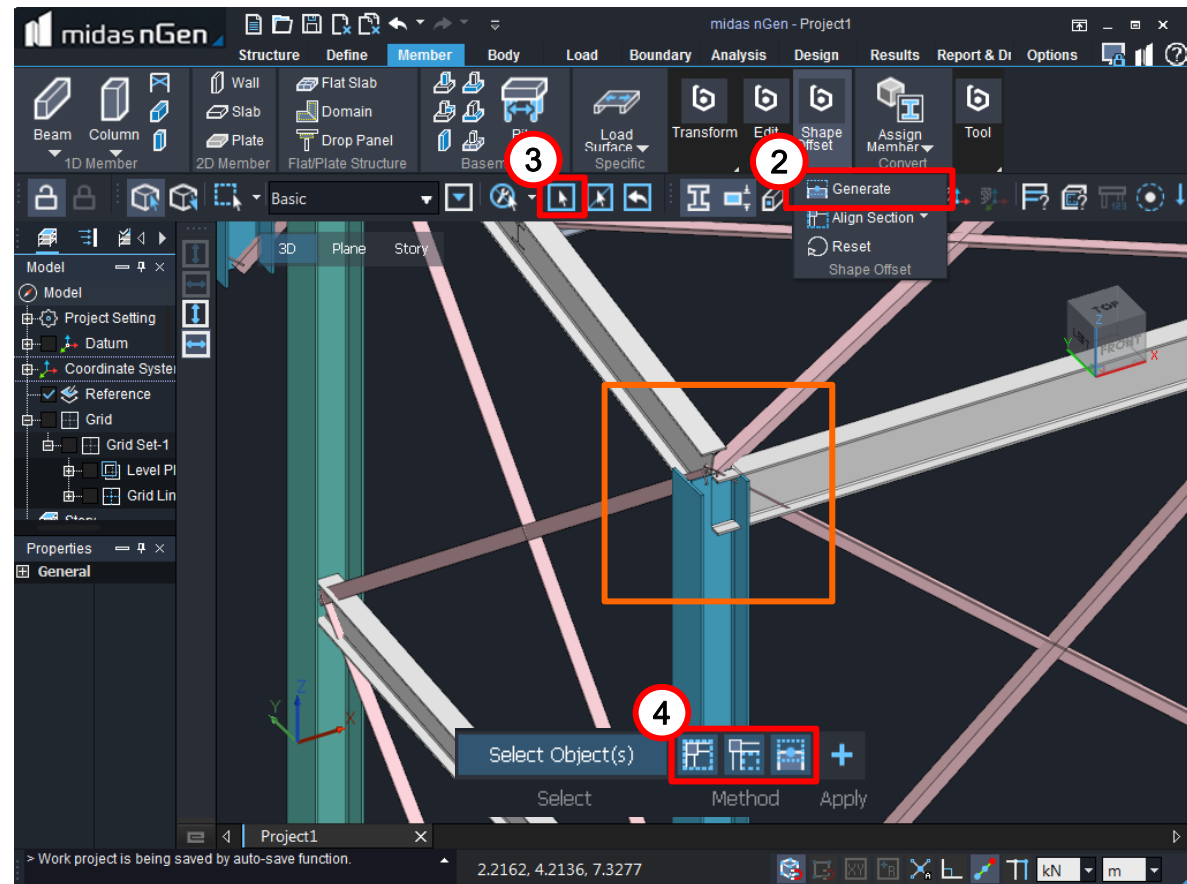 midas nGen
midas nGen - Project1
Structure Define Member Body Load Boundary Analysis Design Results Report & Di Options
Beam
Column
1D Member
Wall
Slab
Plate
2D Member
Flat Slab
Domain
Drop Panel
Flat/Plate Structure
Load
Surface
Specific
Transform
Edit
Shape
Offset
Assign
Member
Convert
Tool
3
2
Basic
Generate
Align Section
Reset
Shape Offset
3D Plane Story
Model
Model
Project Setting
Datum
Coordinate Syste
Reference
Grid
Grid Set-1
Level Pl
Grid Lin
Properties
General
TOP
FRONT
Z
Y
X
Z
Y
X
4
Select Object(s)
Select Method Apply
Project1
> Work project is being saved by auto-save function.
2.2162, 4.2136, 7.3277
kN
m